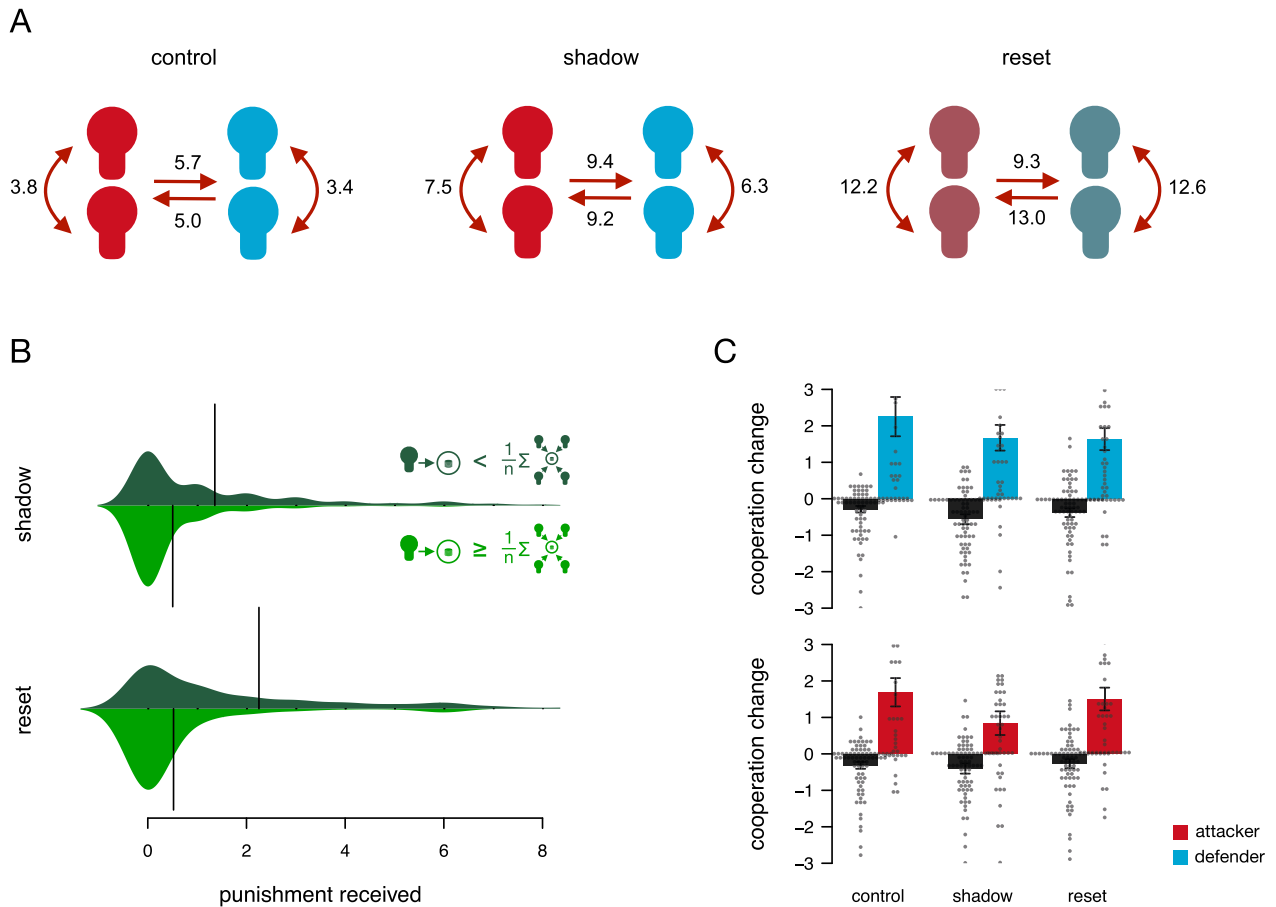 A
control
shadow
reset
3.8
5.7
5.0
3.4
7.5
9.4
9.2
6.3
12.2
9.3
13.0
12.6
B
shadow
< 1/n Σ
≥ 1/n Σ
reset
0 2 4 6 8
punishment received
C
cooperation change
3
2
1
0
−1
−2
−3
cooperation change
3
2
1
0
−1
−2
−3
control shadow reset
attacker
defender